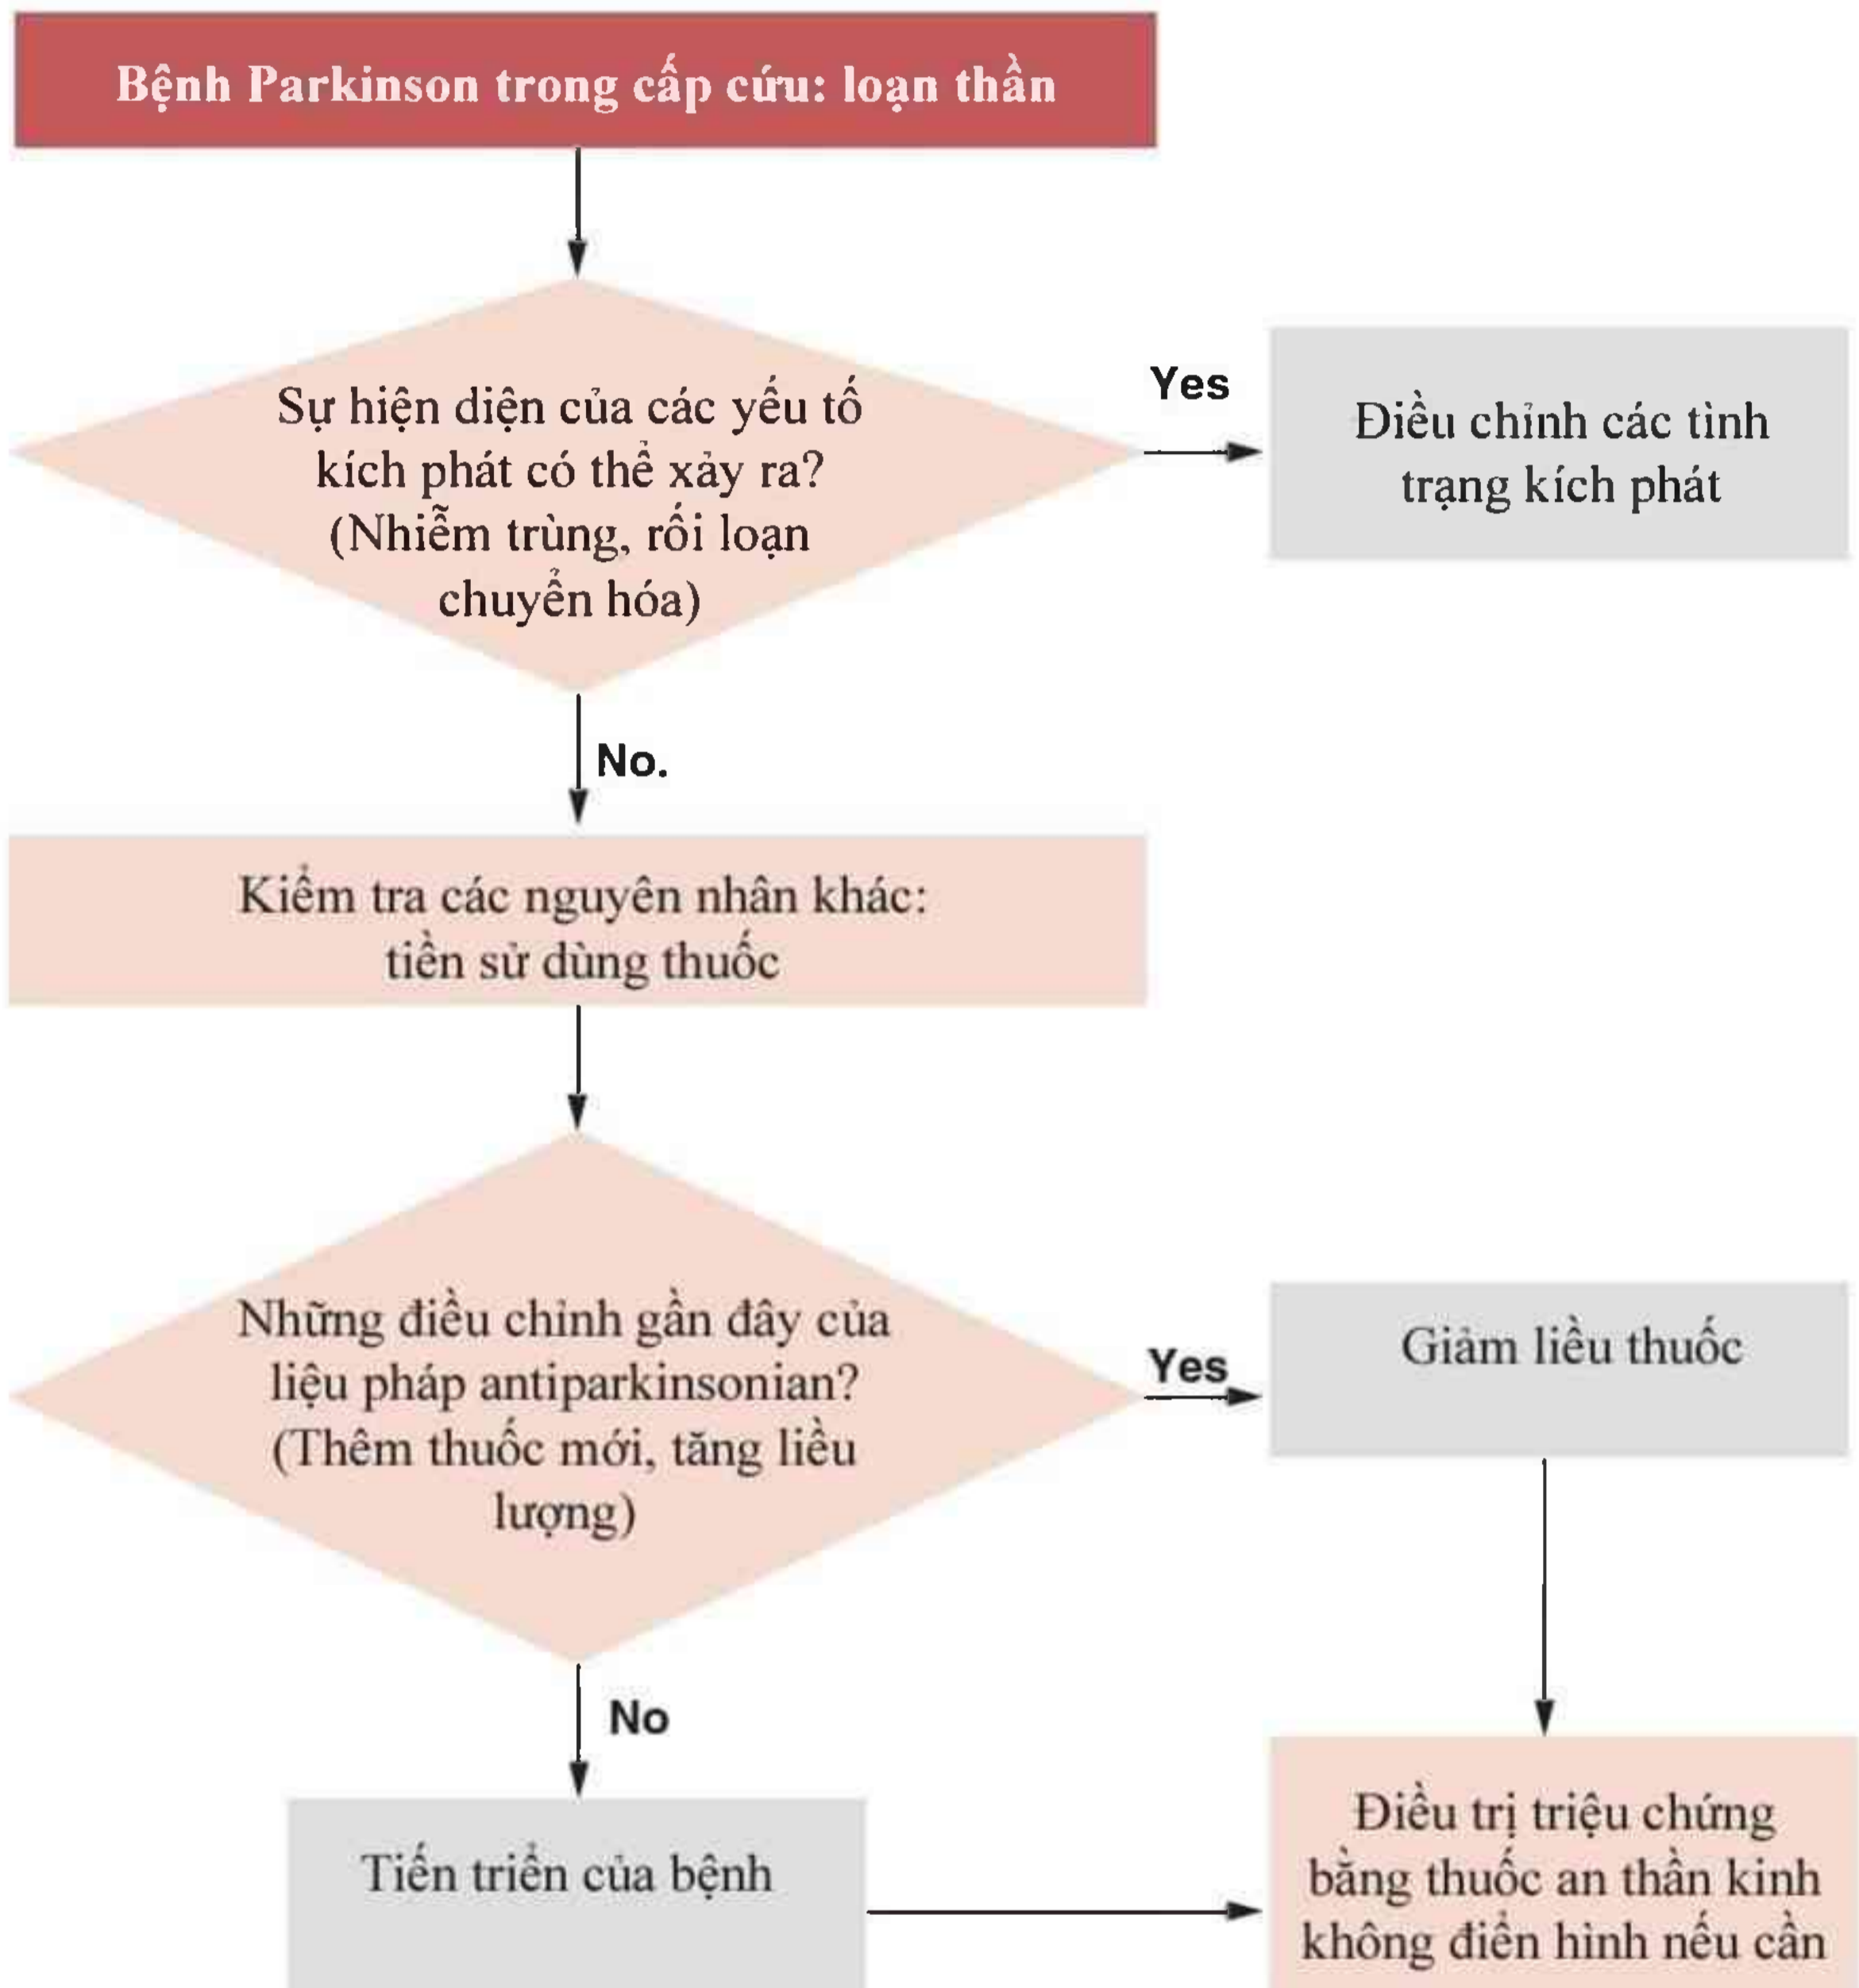 Bệnh Parkinson trong cấp cứu: loạn thần
Sự hiện diện của các yếu tố
kích phát có thể xảy ra?
(Nhiễm trùng, rối loạn
chuyển hóa)
Yes
Điều chỉnh các tình
trạng kích phát
No.
Kiểm tra các nguyên nhân khác:
tiền sử dùng thuốc
Những điều chỉnh gần đây của
liệu pháp antiparkinsonian?
(Thêm thuốc mới, tăng liều
lượng)
Yes
Giảm liều thuốc
No
Tiến triển của bệnh
Điều trị triệu chứng
bằng thuốc an thần kinh
không điển hình nếu cần